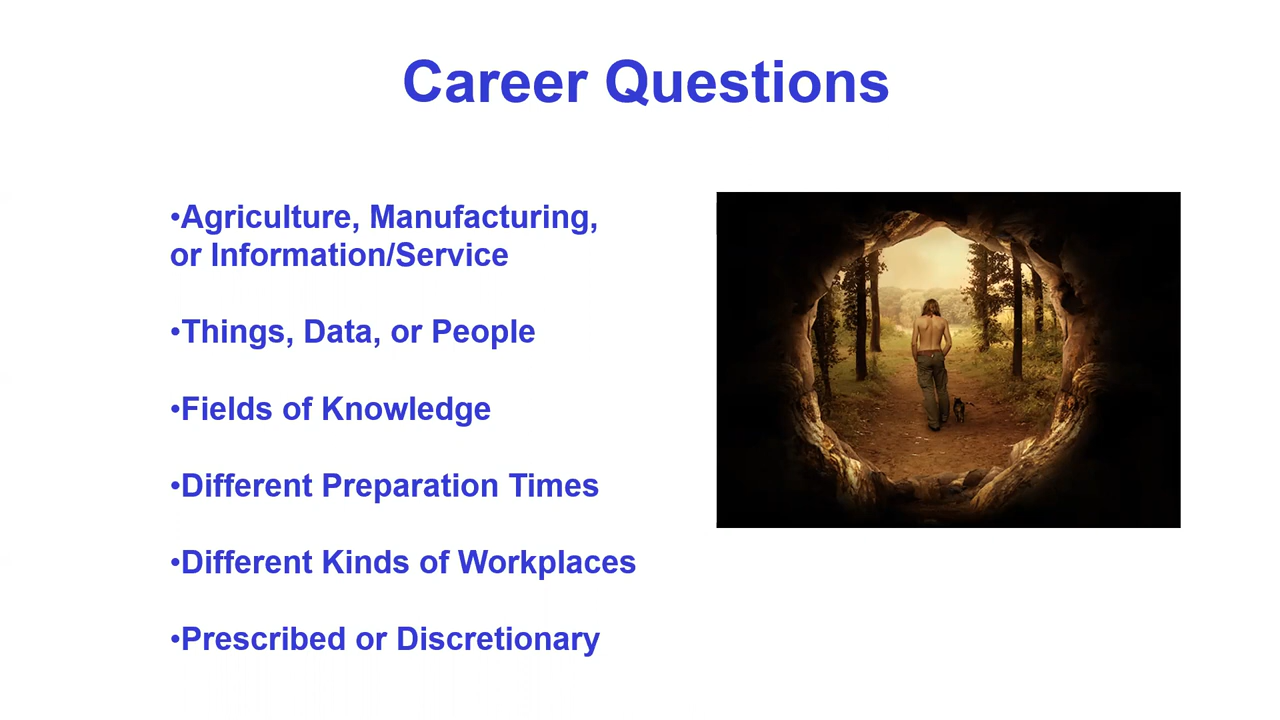 Career Questions
•Agriculture, Manufacturing,
or Information/Service
•Things, Data, or People
•Fields of Knowledge
•Different Preparation Times
•Different Kinds of Workplaces
•Prescribed or Discretionary